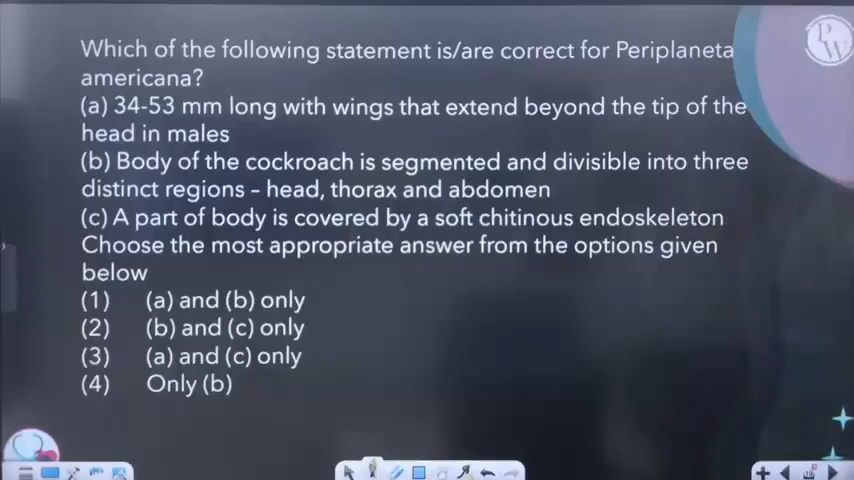 Which of the following statement is/are correct for Periplaneta
americana?
(a) 34-53 mm long with wings that extend beyond the tip of the
head in males
(b) Body of the cockroach is segmented and divisible into three
distinct regions – head, thorax and abdomen
(c) A part of body is covered by a soft chitinous endoskeleton
Choose the most appropriate answer from the options given
below
(1) (a) and (b) only
(2) (b) and (c) only
(3) (a) and (c) only
(4) Only (b)
PW